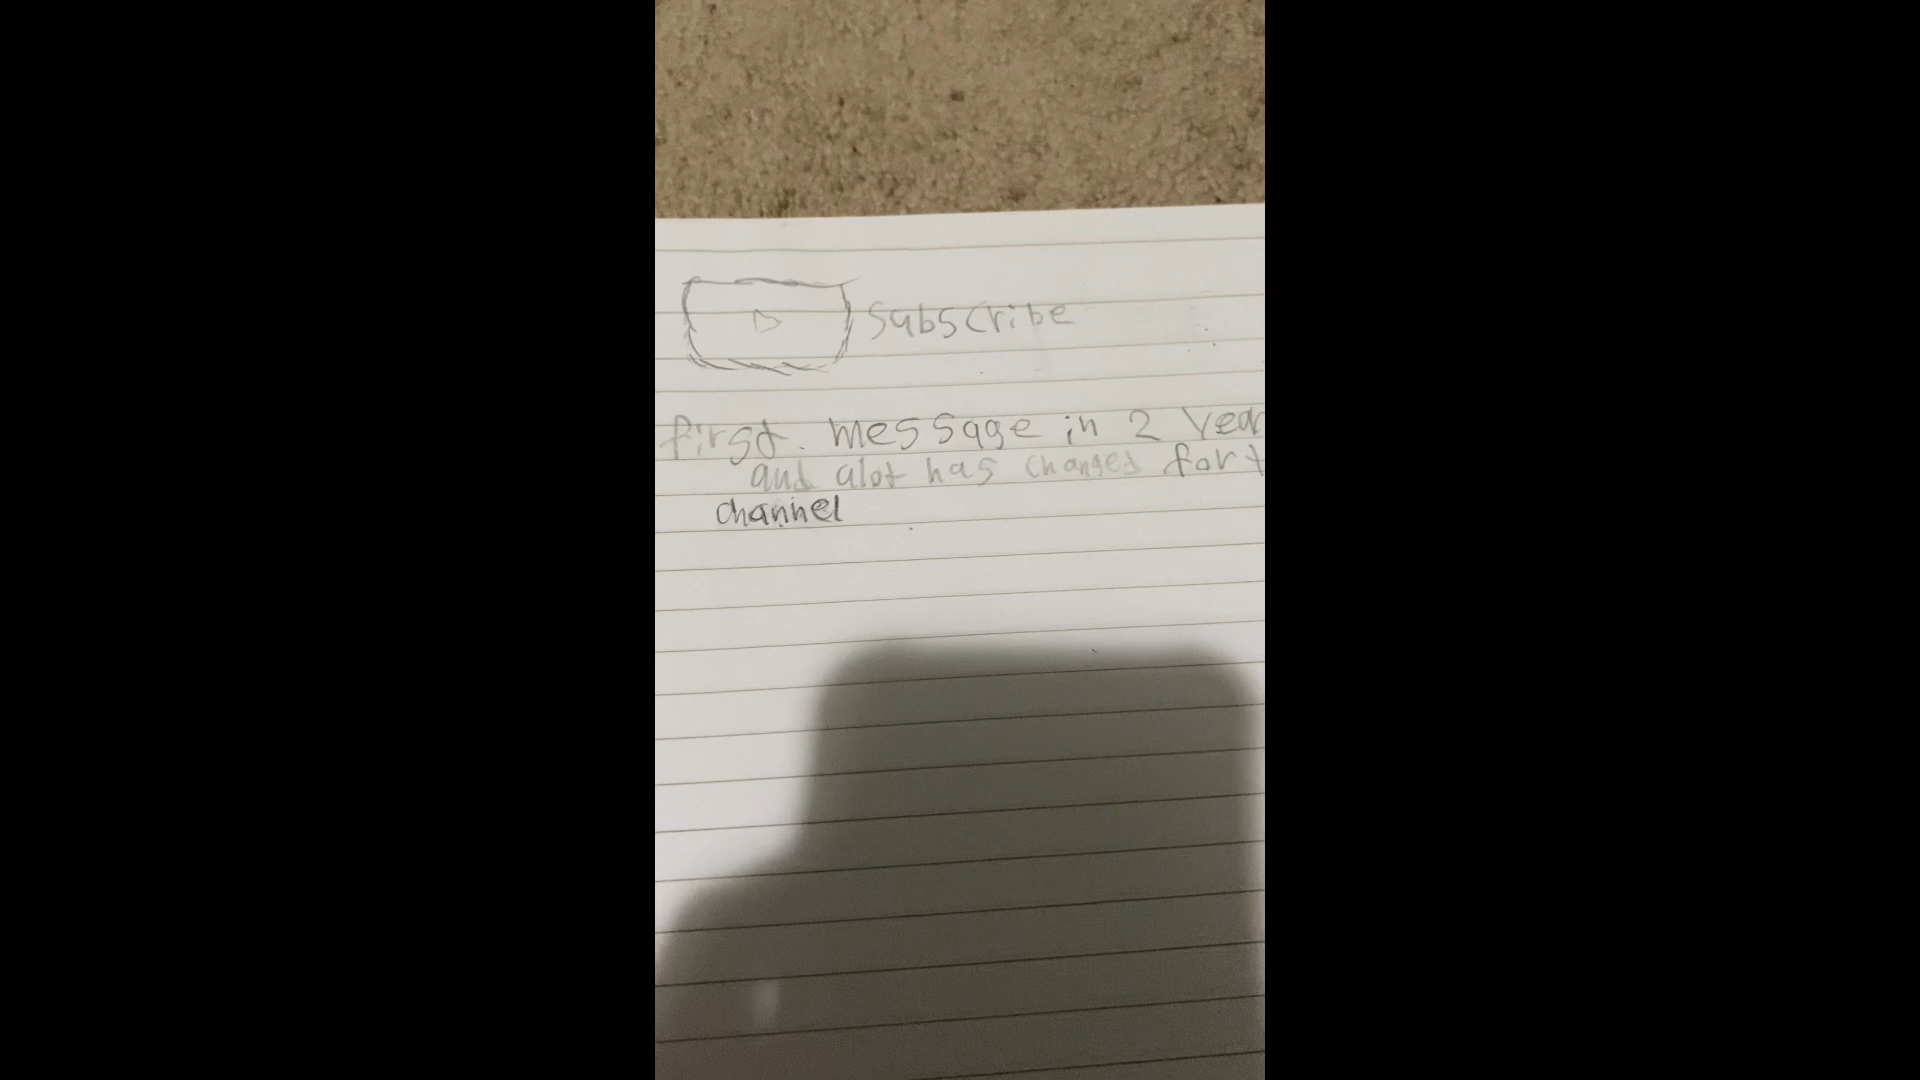 Subscribe
first. message in 2 Year
and alot has changed for t
channel